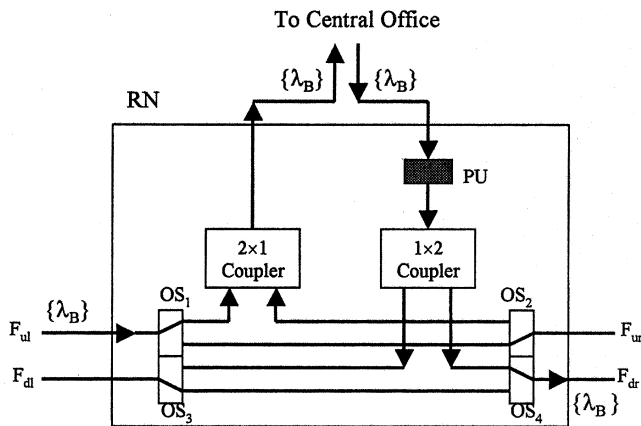 To Central Office
{λB} {λB}
RN
PU
2×1
Coupler
1×2
Coupler
OS1 OS2
{λB}
Ful Fur
Fdl Fdr
OS3 OS4
{λB}